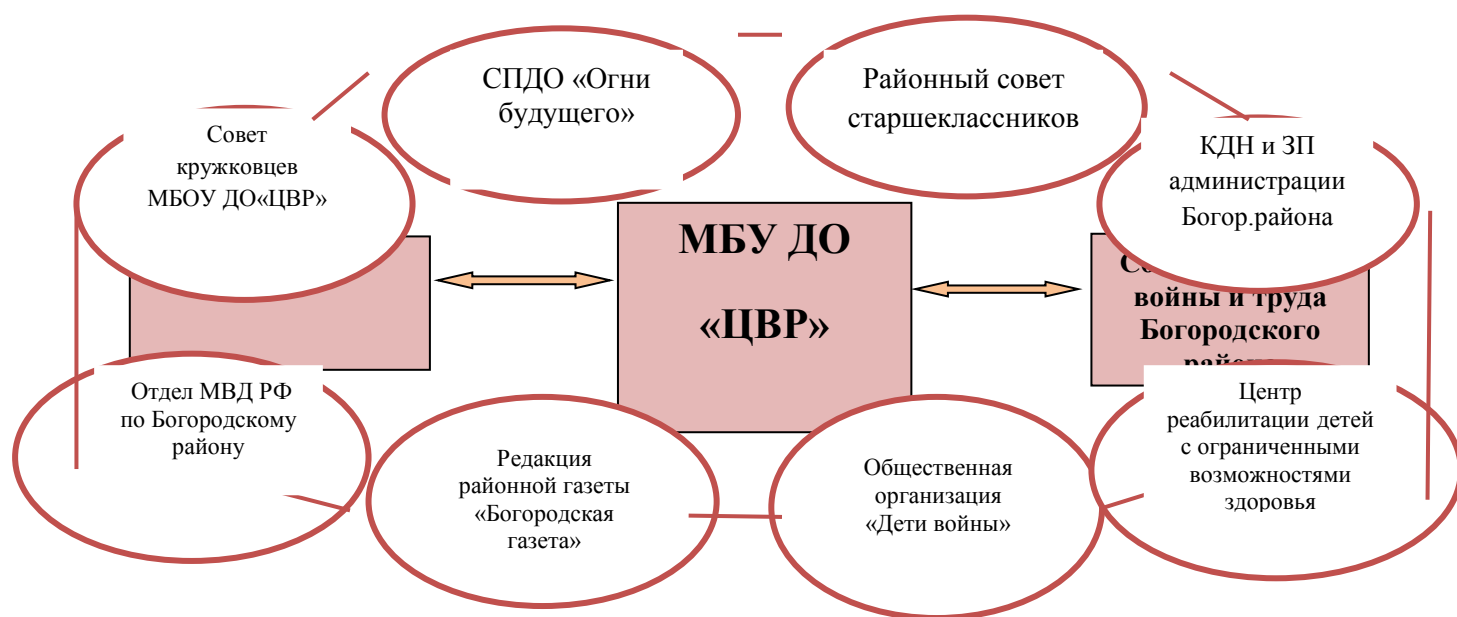 СПДО «Огни
будущего»
Районный совет
старшеклассников
Совет
кружковцев
МБОУ ДО«ЦВР»
КДН и ЗП
администрации
Богор.района
МБУ ДО
«ЦВР»
войны и труда
Богородского
Отдел МВД РФ
по Богородскому
району
Редакция
районной газеты
«Богородская
газета»
Общественная
организация
«Дети войны»
Центр
реабилитации детей
с ограниченными
возможностями
здоровья